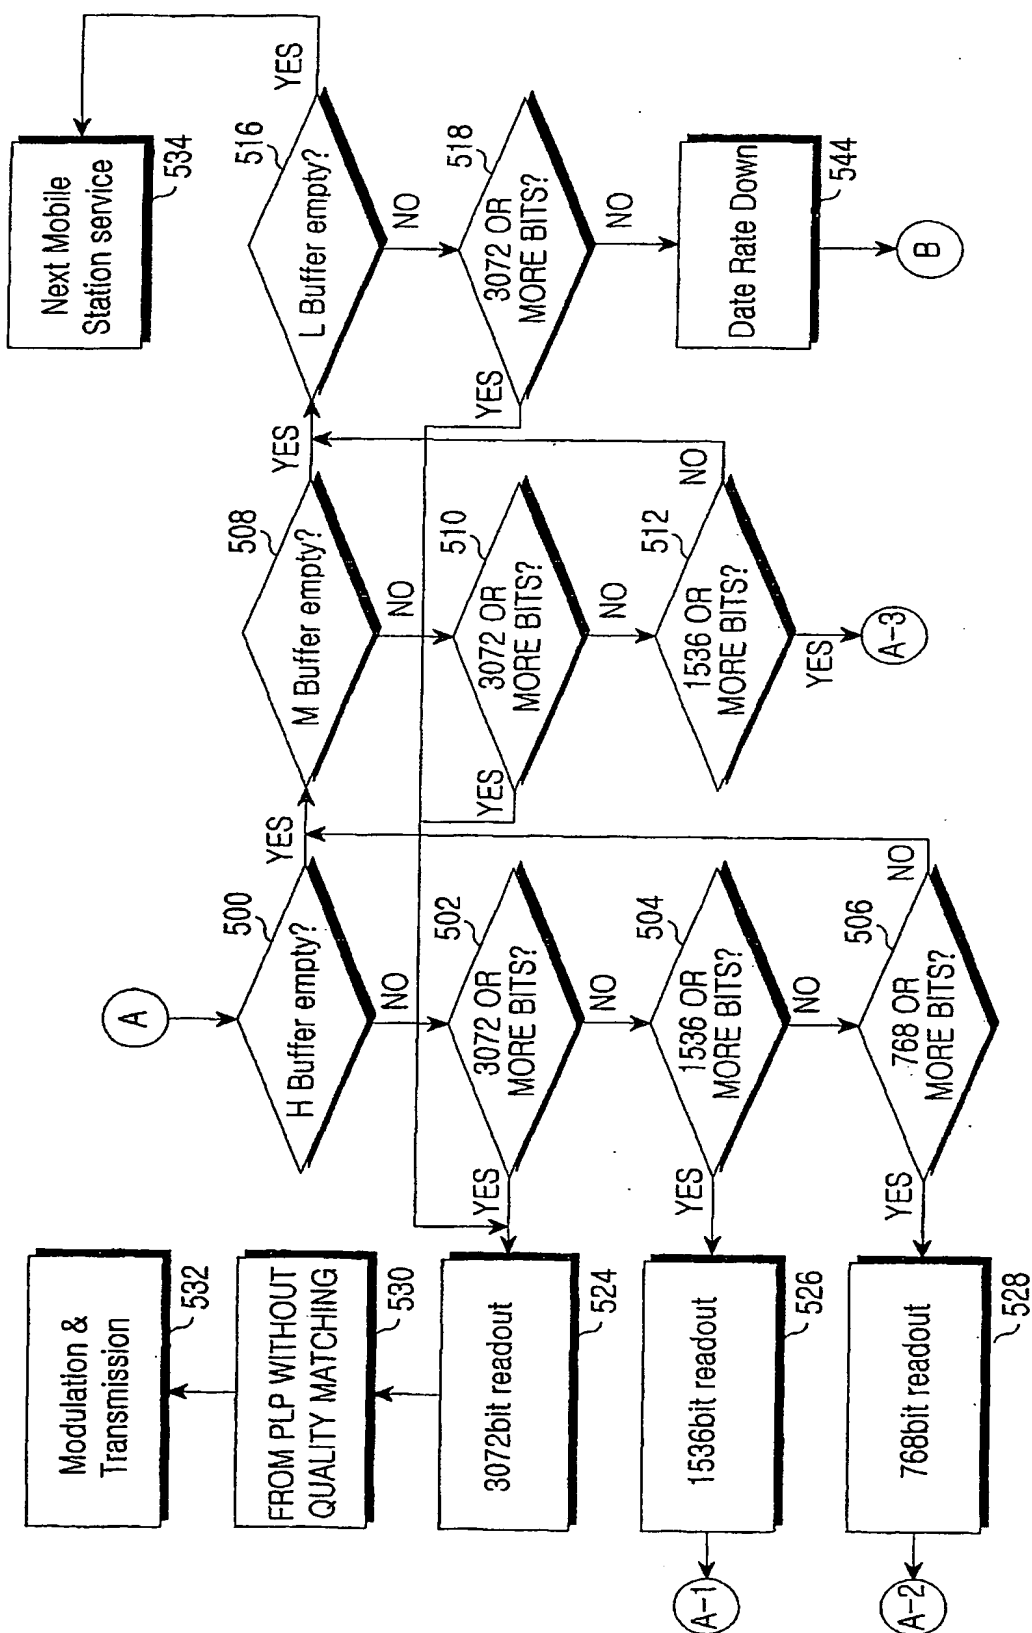 A
H Buffer empty?
500
YES
NO
3072 OR
MORE BITS?
502
YES
NO
1536 OR
MORE BITS?
504
YES
NO
768 OR
MORE BITS?
506
YES
NO
M Buffer empty?
508
YES
NO
3072 OR
MORE BITS?
510
YES
NO
1536 OR
MORE BITS?
512
NO
YES
A-3
L Buffer empty?
516
YES
NO
3072 OR
MORE BITS?
518
YES
NO
Date Rate Down
544
B
Next Mobile
Station service
534
Modulation &
Transmission
532
FROM PLP WITHOUT
QUALITY MATCHING
530
3072bit readout
524
1536bit readout
526
A-1
768bit readout
528
A-2